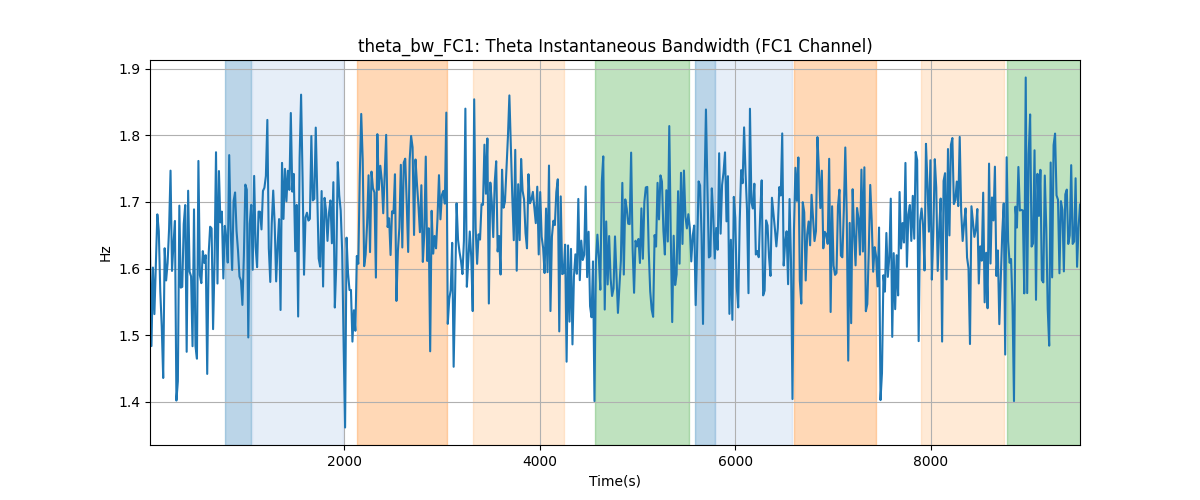 theta_bw_FC1: Theta Instantaneous Bandwidth (FC1 Channel)
1.9
1.8
1.7
1.6
1.5
1.4
Hz
2000 4000 6000 8000
Time(s)